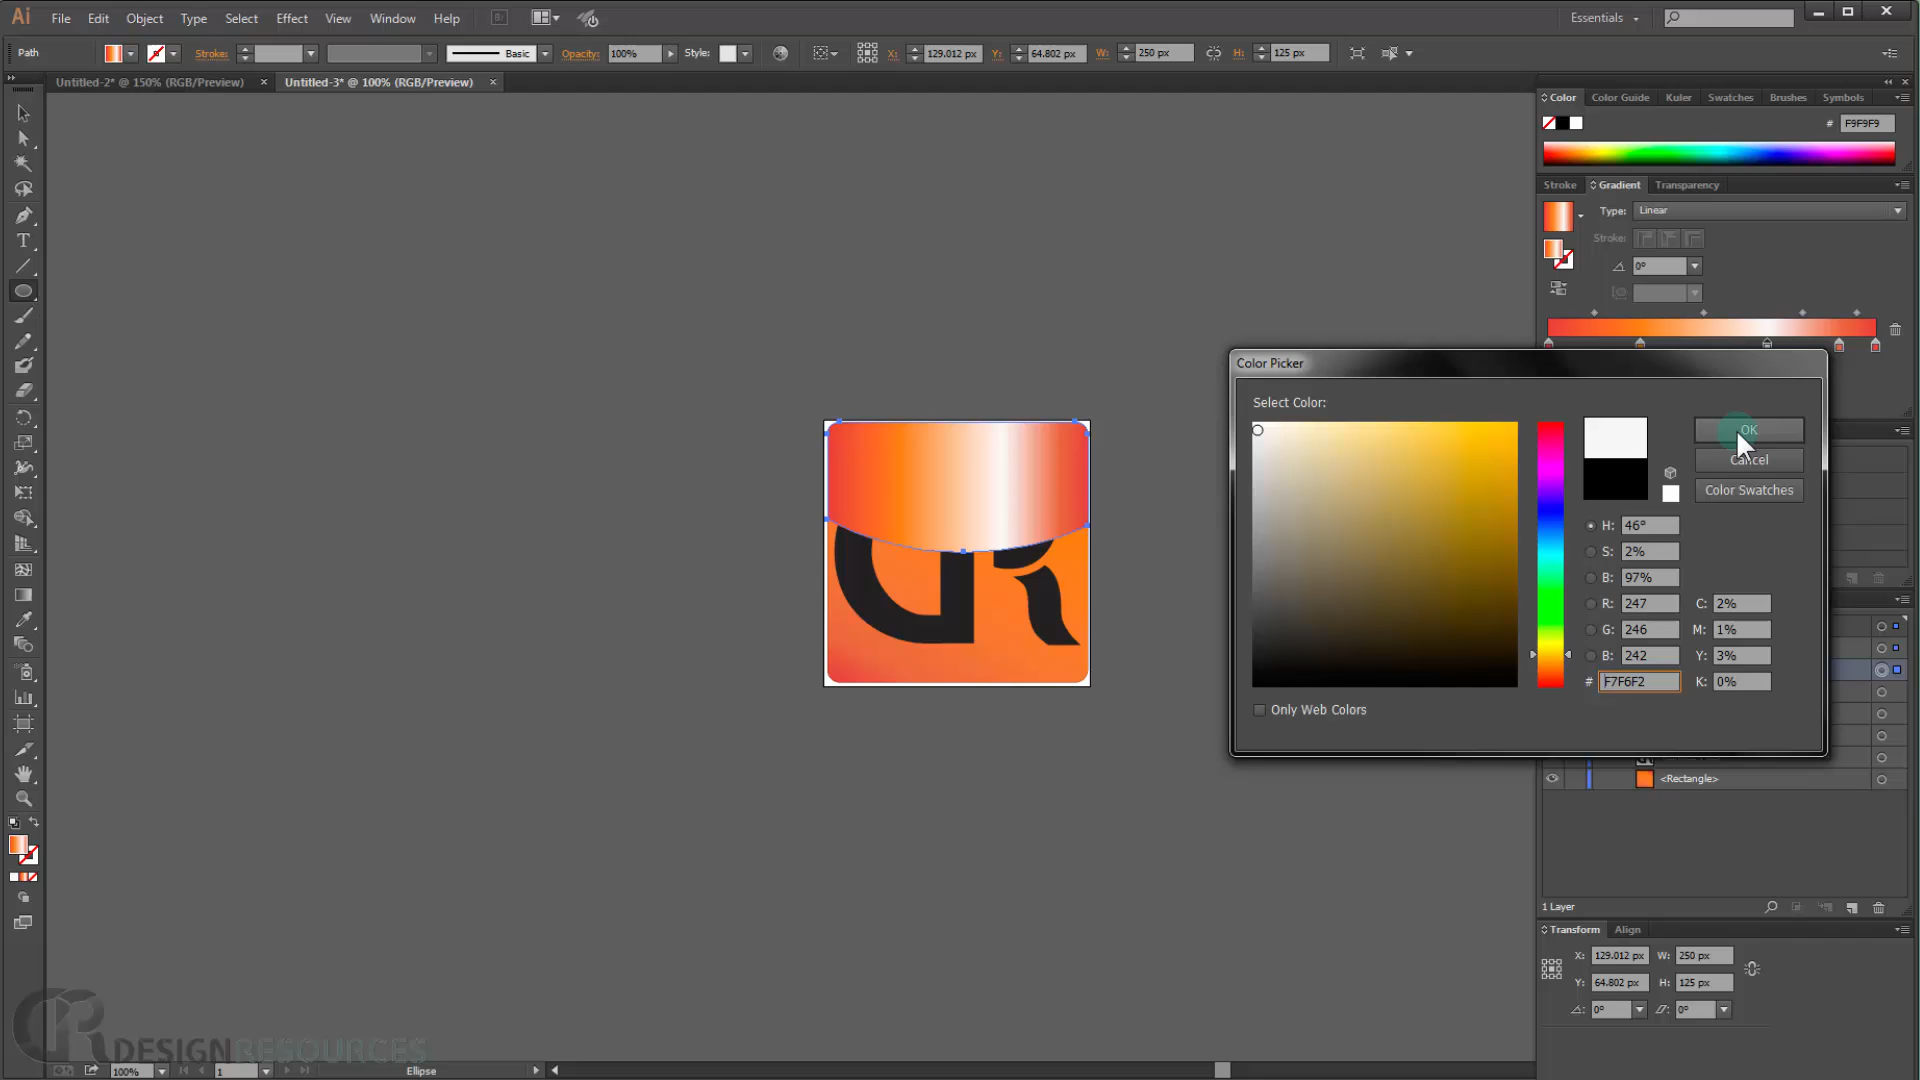 Ai File Edit Object Type Select Effect View Window Help Br Essentials
Path Stroke: Basic Opacity: 100% Style: X: 129.012 px Y: 64.802 px W: 250 px H: 125 px
Untitled-2* @ 150% (RGB/Preview) × Untitled-3* @ 100% (RGB/Preview) ×
Color Color Guide Kuler Swatches Brushes Symbols
# F9F9F9
Stroke Gradient Transparency
Type: Linear
Stroke:
0°
Color Picker
Select Color:
OK
Cancel
Color Swatches
H: 46°
S: 2%
B: 97%
R: 247 C: 2%
G: 246 M: 1%
B: 242 Y: 3%
# F7F6F2 K: 0%
Only Web Colors
<Rectangle>
1 Layer
Transform Align
X: 129.012 px W: 250 px
Y: 64.802 px H: 125 px
0° 0°
DESIGNRESOURCES
100% 1 Ellipse